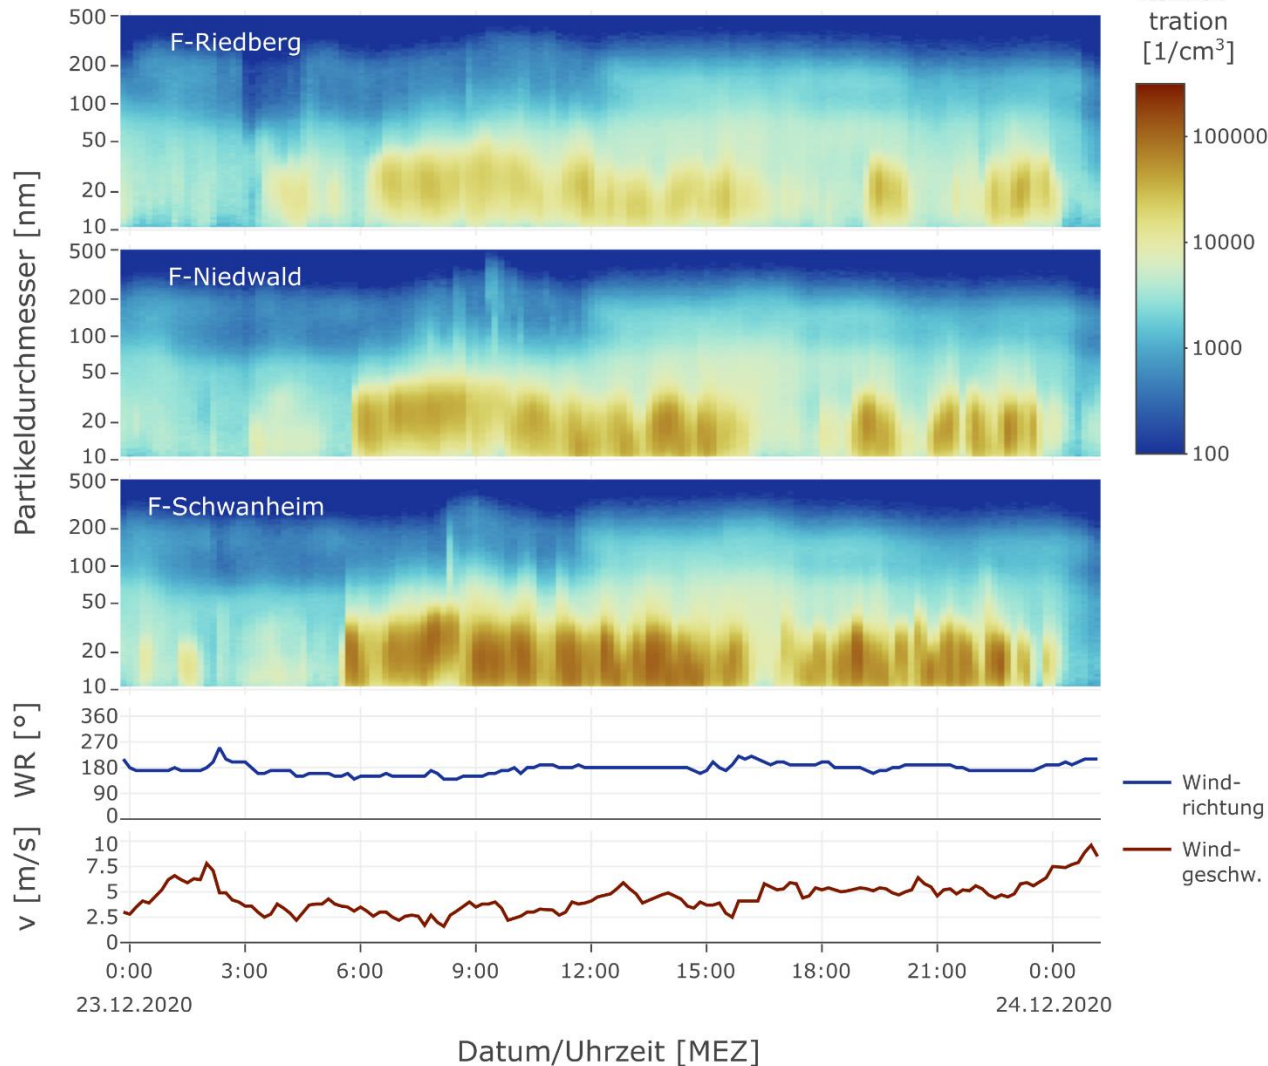 tration
[1/cm³]
500
200
100
50
20
10
F-Riedberg
500
200
100
50
20
10
F-Niedwald
500
200
100
50
20
10
F-Schwanheim
Partikeldurchmesser [nm]
100000
10000
1000
100
360
270
180
90
0
WR [°]
10
7.5
5
2.5
0
v [m/s]
Wind-
richtung
Wind-
geschw.
0:00 3:00 6:00 9:00 12:00 15:00 18:00 21:00 0:00
23.12.2020 24.12.2020
Datum/Uhrzeit [MEZ]